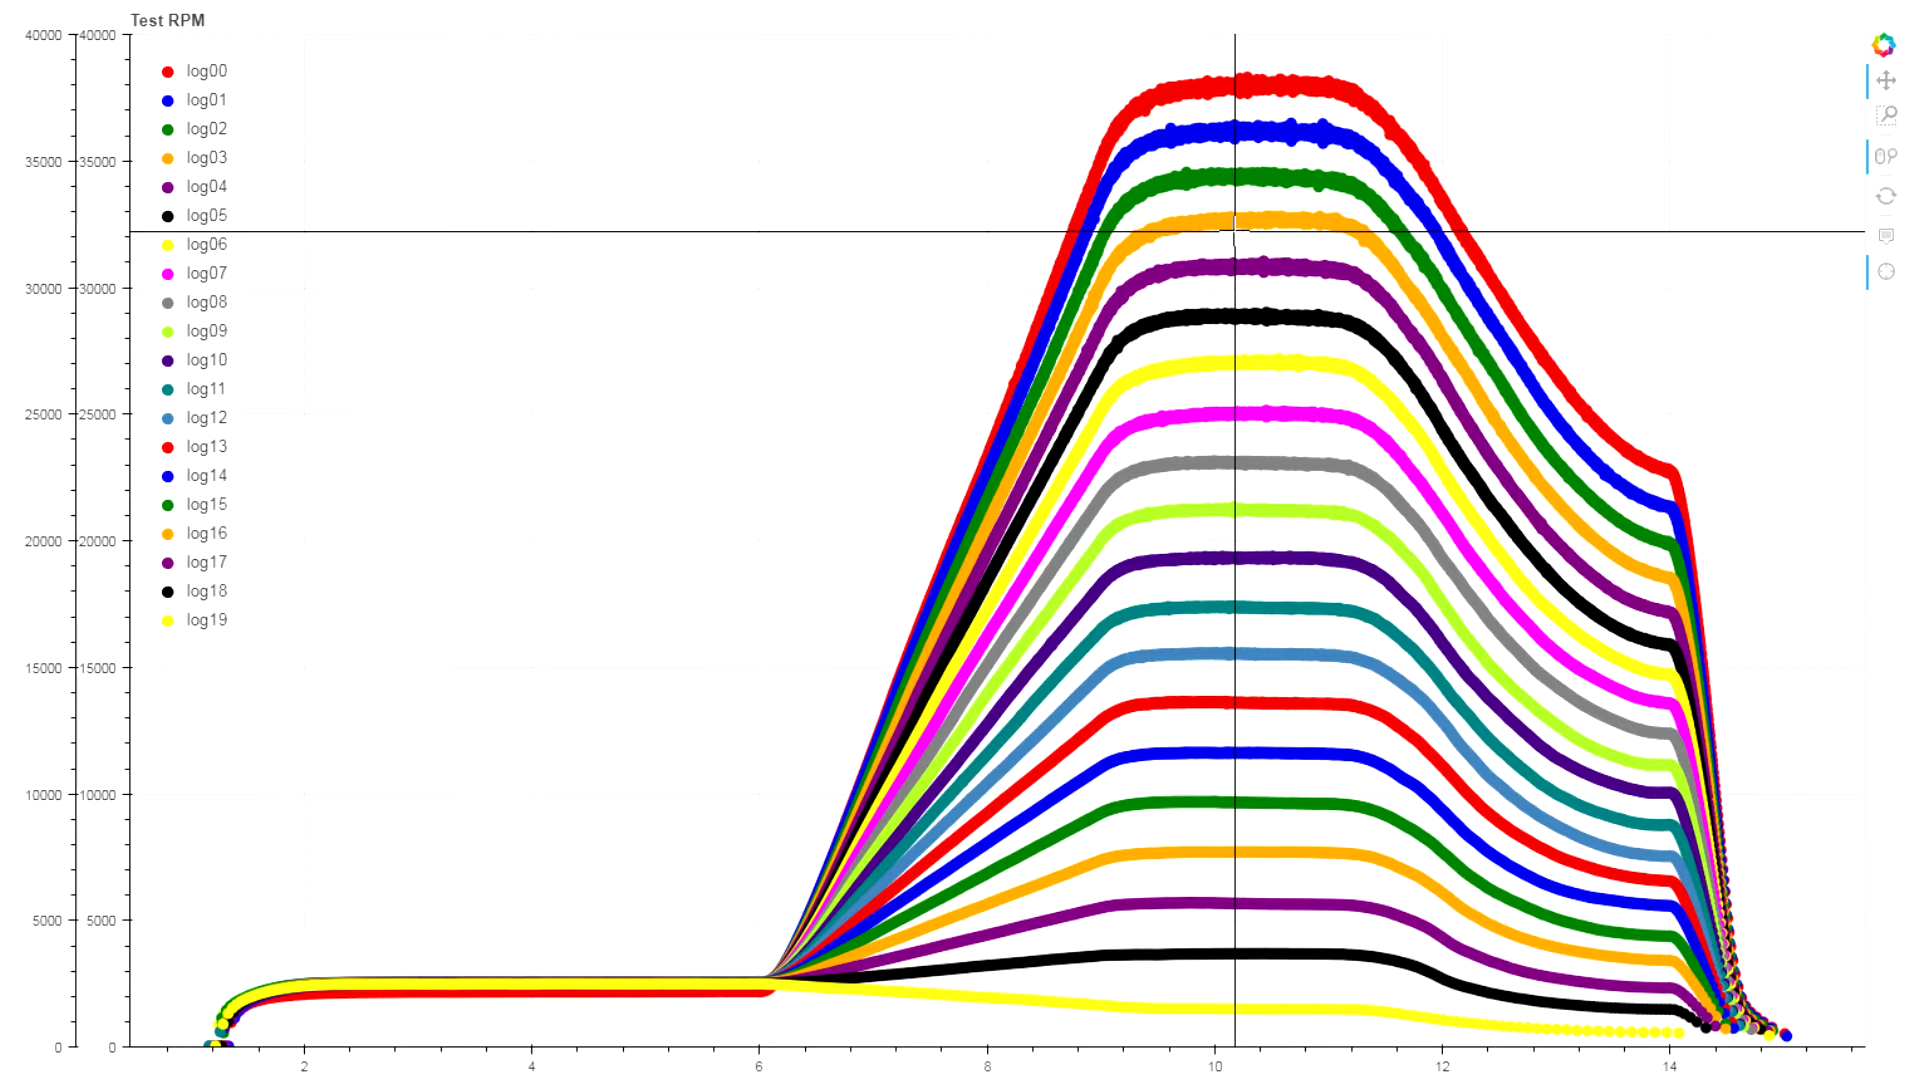 Test RPM
40000 40000
35000 35000
30000 30000
25000 25000
20000 20000
15000 15000
10000 10000
5000 5000
0 0
log00
log01
log02
log03
log04
log05
log06
log07
log08
log09
log10
log11
log12
log13
log14
log15
log16
log17
log18
log19
2 4 6 8 10 12 14